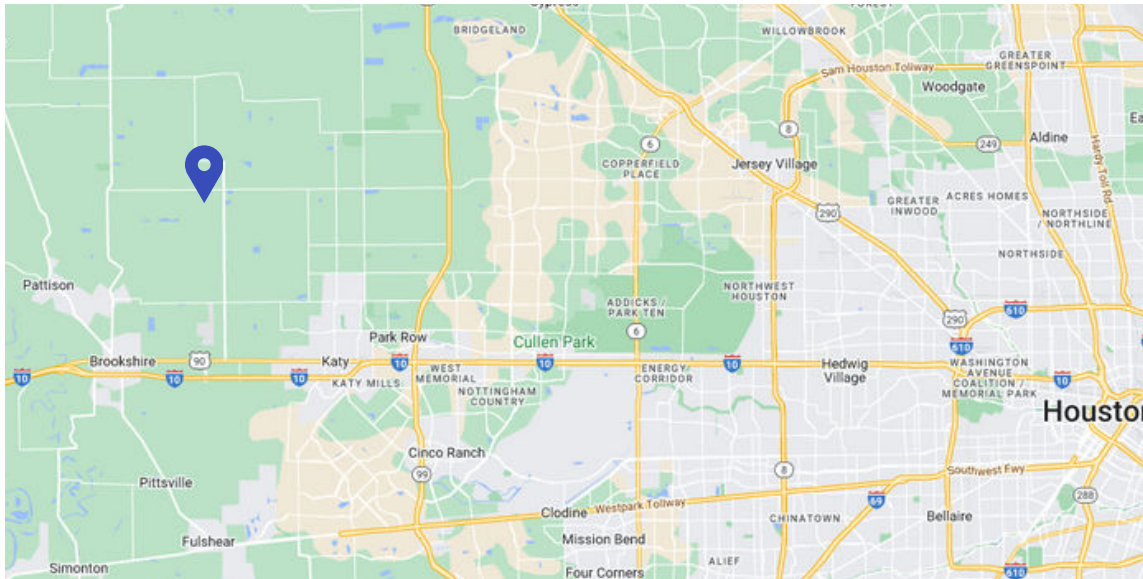 Cypress
FOREST
BRIDGELAND
WILLOWBROOK
GREATER
GREENSPOINT
Sam Houston Tollway
Woodgate
8
6
249
Aldine
Hardy Toll Rd
COPPERFIELD
PLACE
Jersey Village
290
GREATER
INWOOD
ACRES HOMES
NORTHSIDE
/ NORTHLINE
NORTHSIDE
Pattison
NORTHWEST
HOUSTON
ADDICKS /
PARK TEN
6
610
290
610
Park Row
Cullen Park
Brookshire
90
Katy
10
10
10
10
10
10
10
KATY MILLS
WEST
MEMORIAL
NOTTINGHAM
COUNTRY
ENERGY
CORRIDOR
Hedwig
Village
WASHINGTON
AVENUE
COALITION /
MEMORIAL PARK
Houston
Cinco Ranch
99
8
Southwest Fwy
Pittsville
69
288
Westpark Tollway
Clodine
CHINATOWN
Bellaire
Fulshear
Mission Bend
Simonton
Four Corners
ALIEF
610